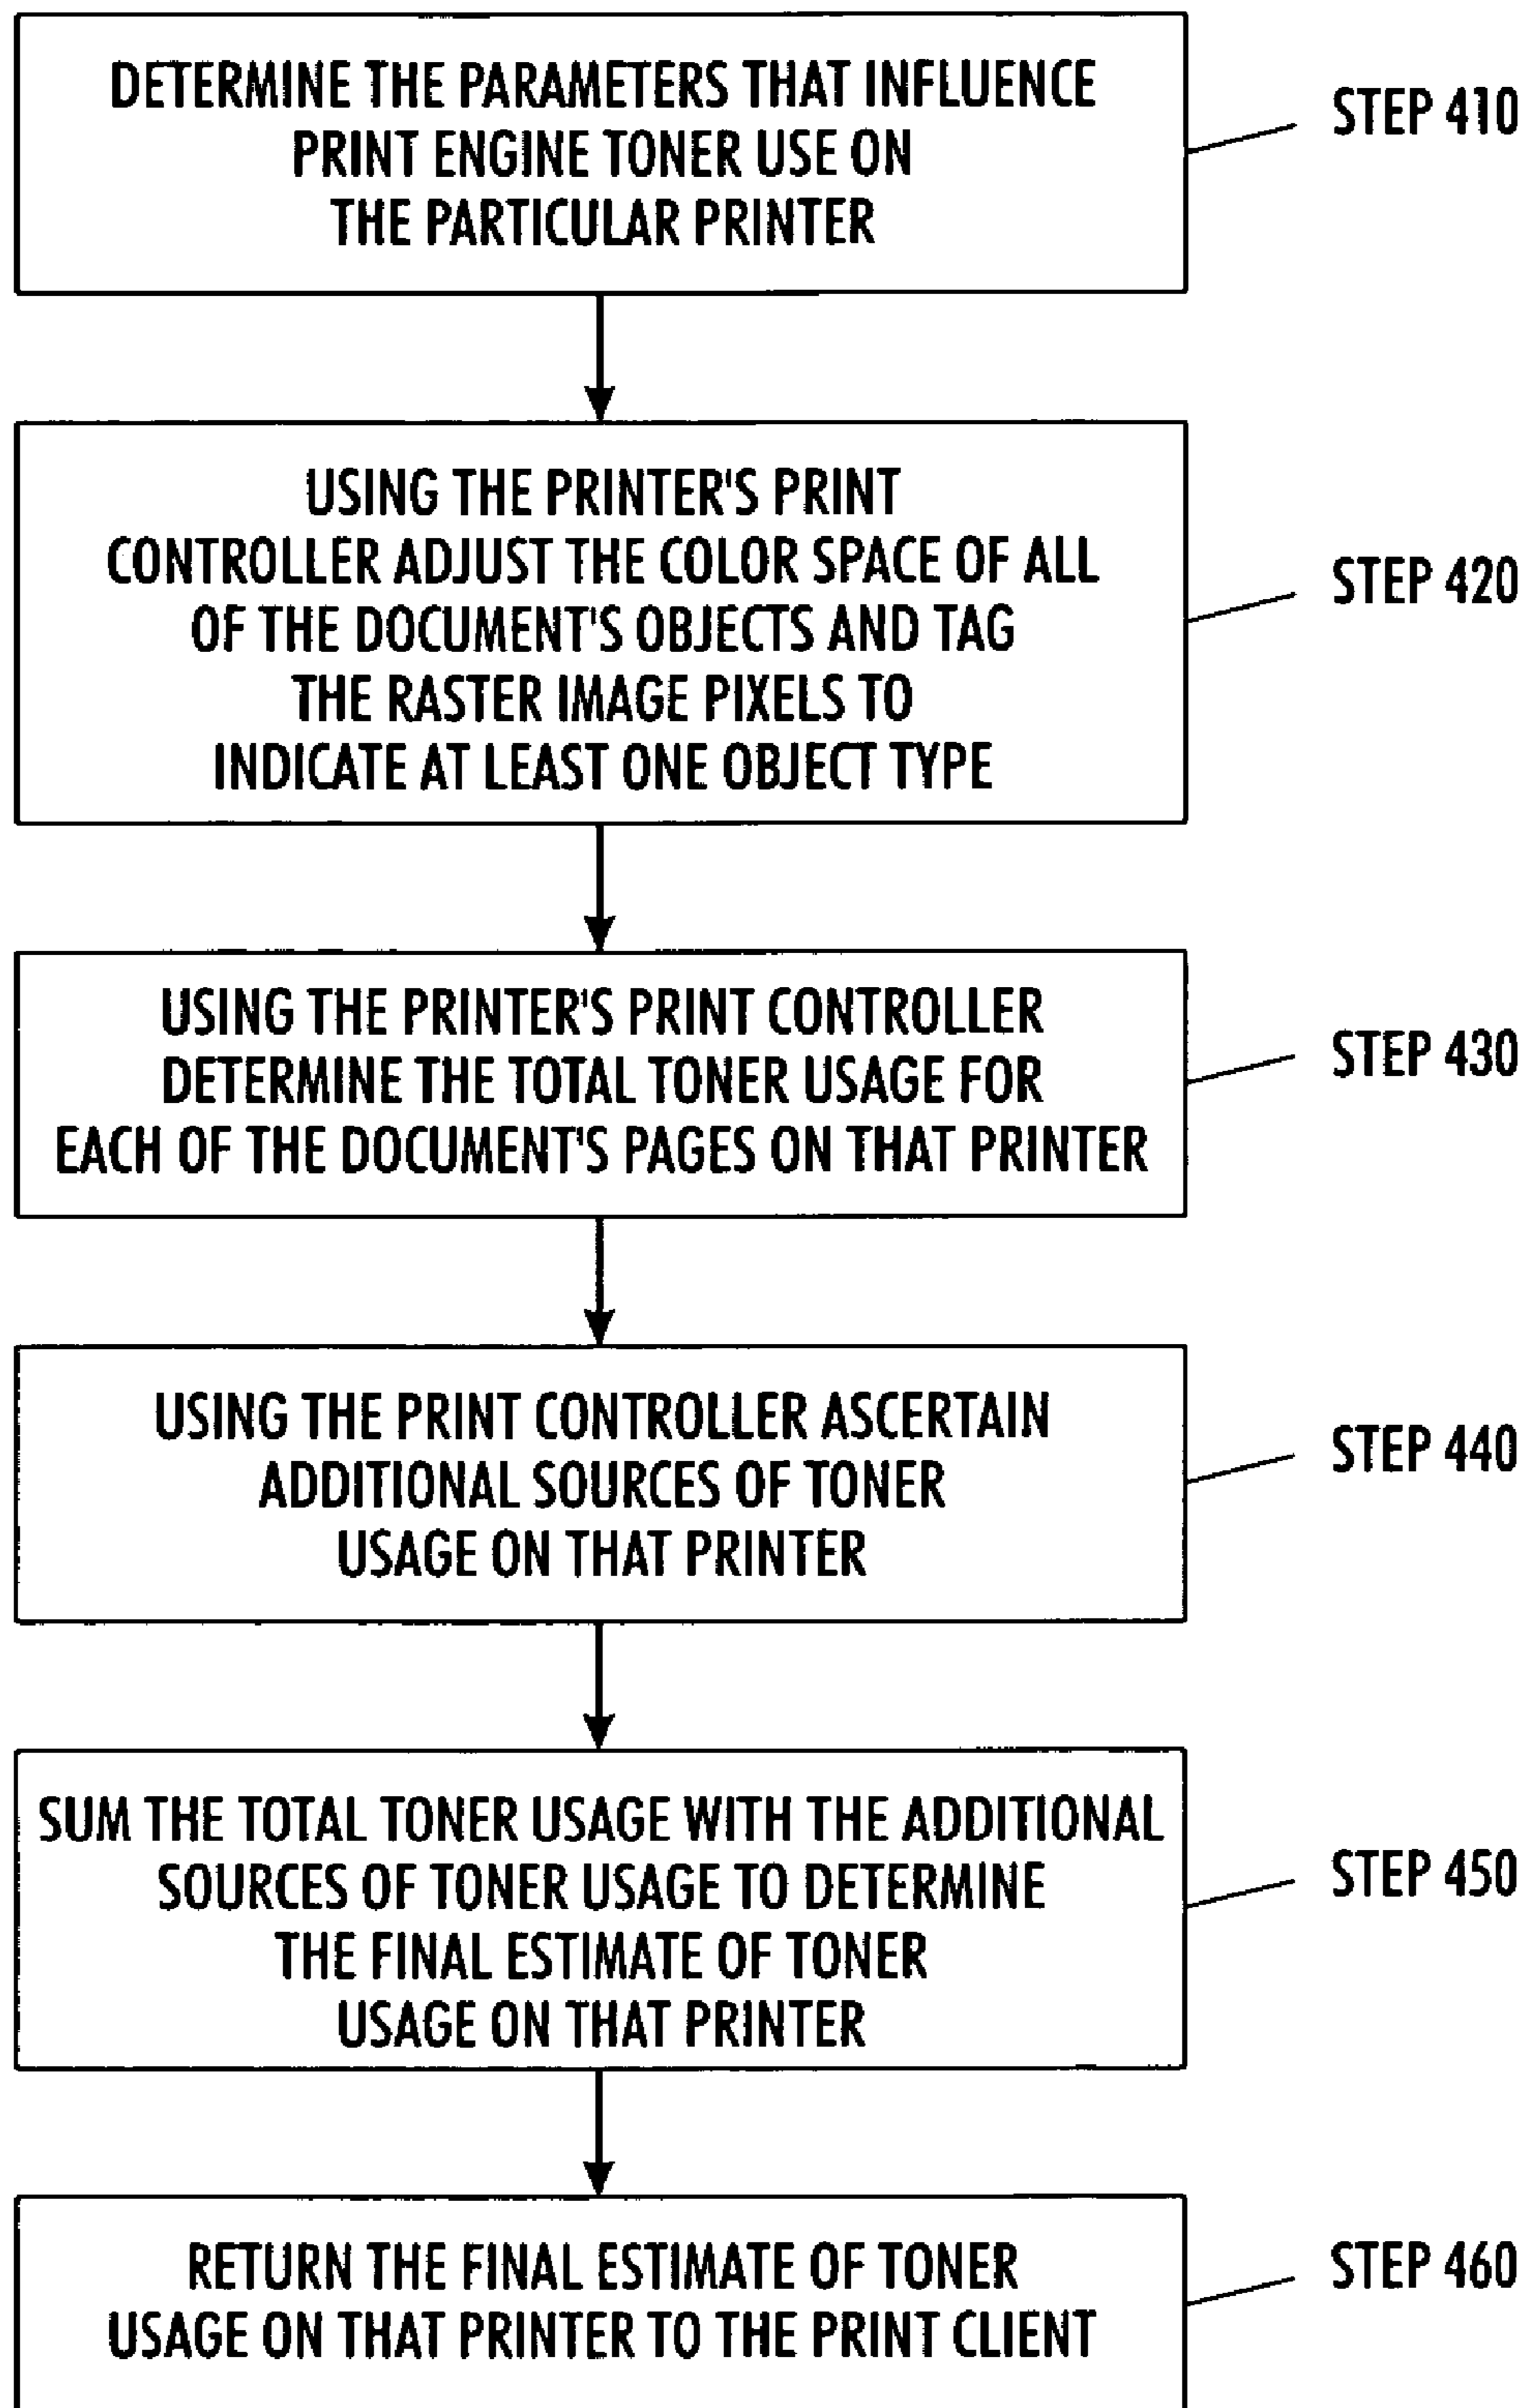 DETERMINE THE PARAMETERS THAT INFLUENCE
PRINT ENGINE TONER USE ON
THE PARTICULAR PRINTER
STEP 410
USING THE PRINTER'S PRINT
CONTROLLER ADJUST THE COLOR SPACE OF ALL
OF THE DOCUMENT'S OBJECTS AND TAG
THE RASTER IMAGE PIXELS TO
INDICATE AT LEAST ONE OBJECT TYPE
STEP 420
USING THE PRINTER'S PRINT CONTROLLER
DETERMINE THE TOTAL TONER USAGE FOR
EACH OF THE DOCUMENT'S PAGES ON THAT PRINTER
STEP 430
USING THE PRINT CONTROLLER ASCERTAIN
ADDITIONAL SOURCES OF TONER
USAGE ON THAT PRINTER
STEP 440
SUM THE TOTAL TONER USAGE WITH THE ADDITIONAL
SOURCES OF TONER USAGE TO DETERMINE
THE FINAL ESTIMATE OF TONER
USAGE ON THAT PRINTER
STEP 450
RETURN THE FINAL ESTIMATE OF TONER
USAGE ON THAT PRINTER TO THE PRINT CLIENT
STEP 460